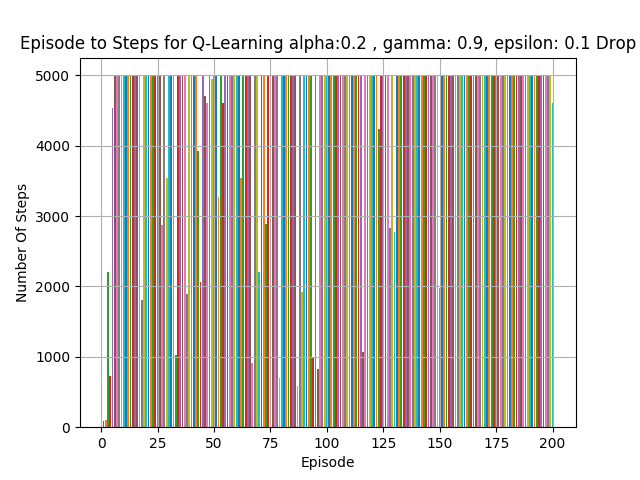 Episode to Steps for Q-Learning alpha:0.2 , gamma: 0.9, epsilon: 0.1 Drop
5000
4000
3000
2000
1000
0
Number Of Steps
0 25 50 75 100 125 150 175 200
Episode